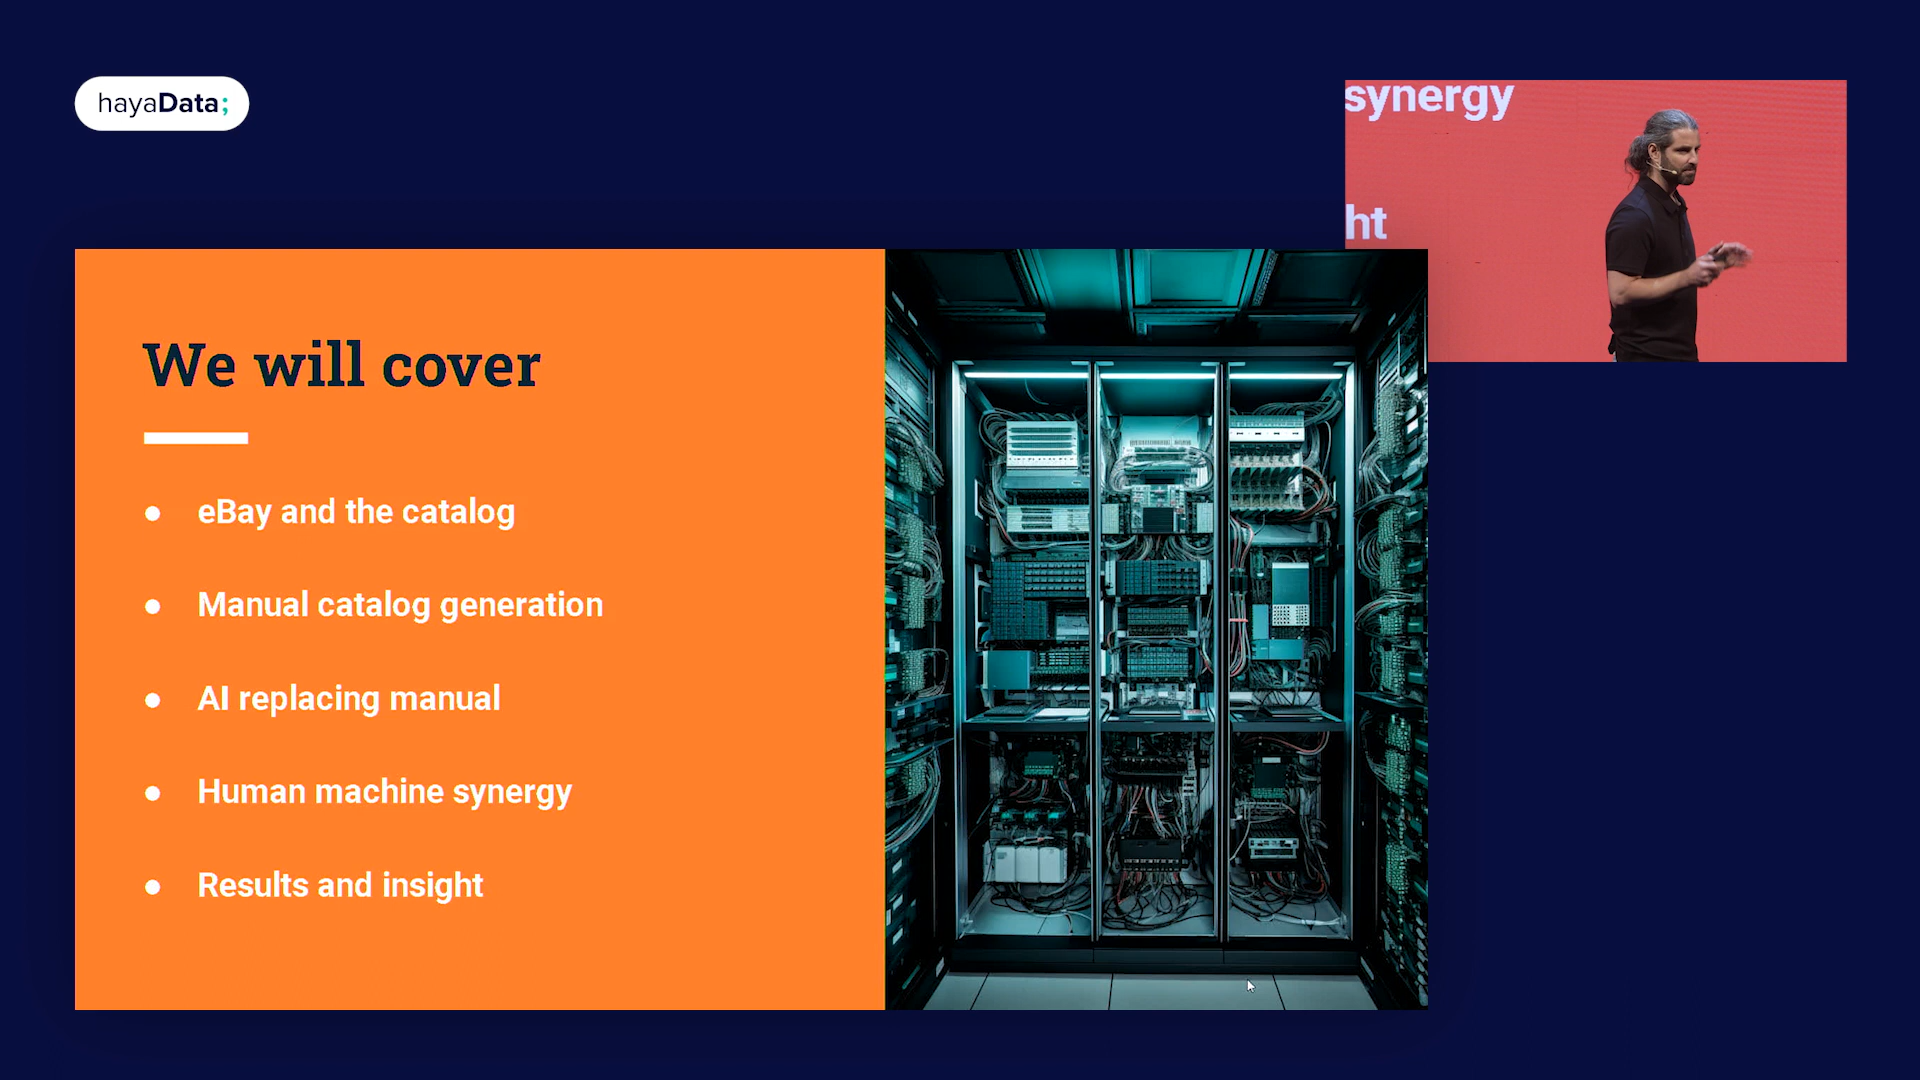 hayaData;
synergy
ht
We will cover
• eBay and the catalog
• Manual catalog generation
• AI replacing manual
• Human machine synergy
• Results and insight